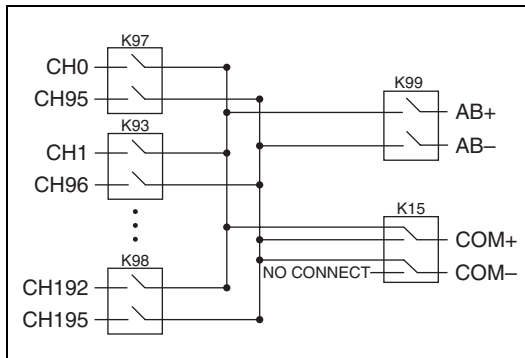 K97
CH0
CH95
K93
CH1
CH96
K98
CH192
CH195
K99
AB+
AB–
K15
COM+
NO CONNECT
COM–